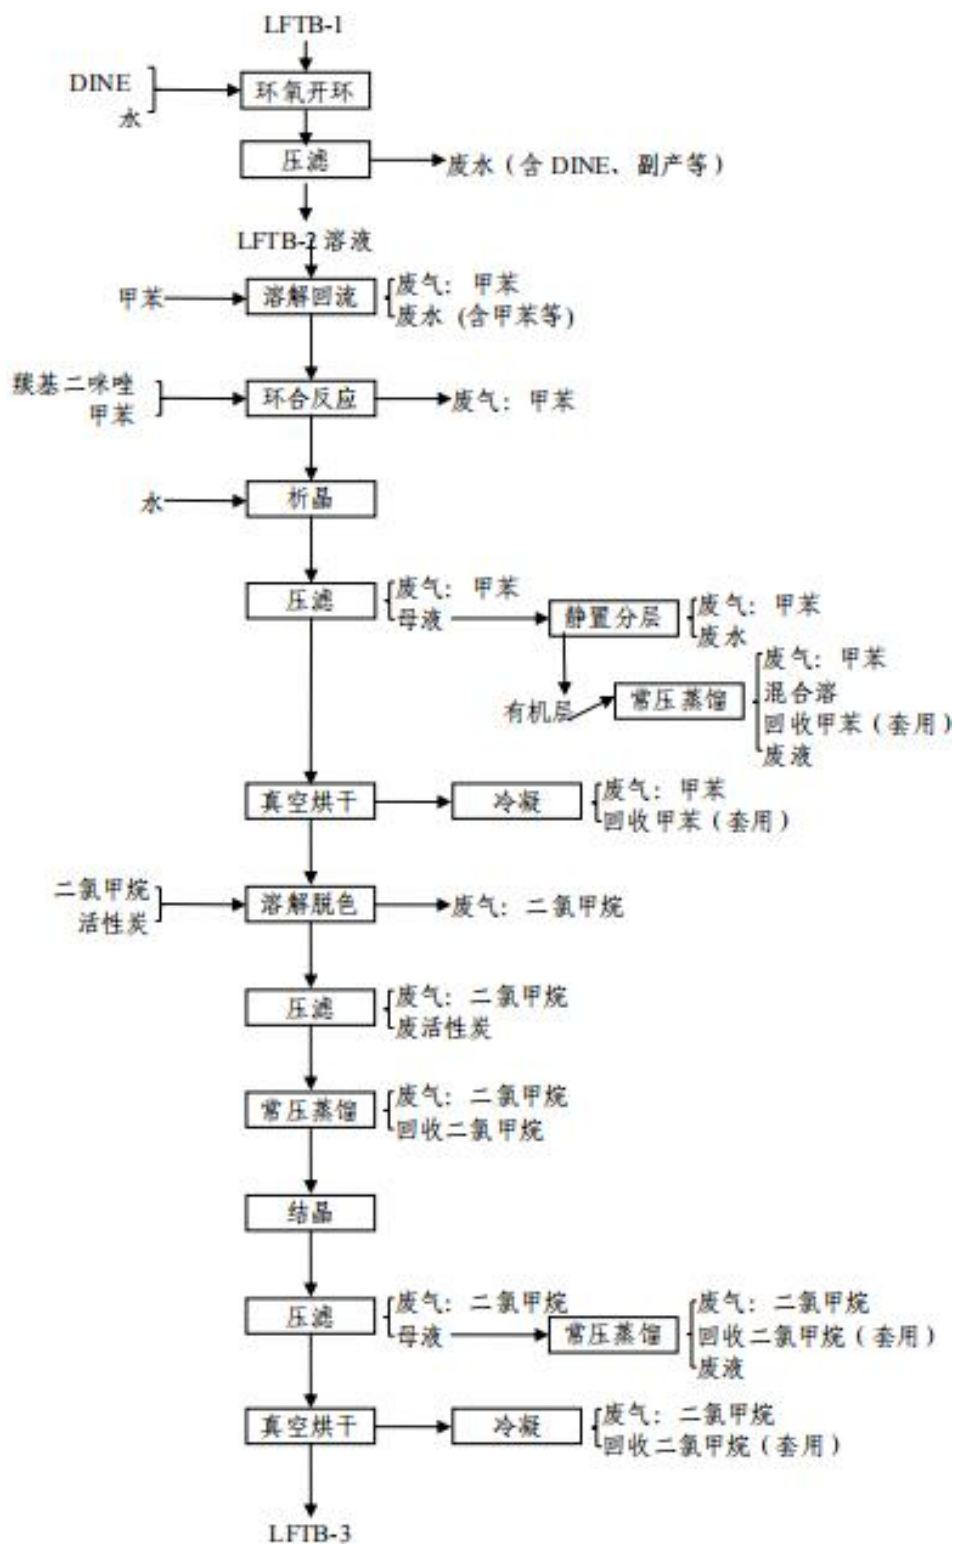 LFTB-1
DINE
水
环氧开环
压滤
废水（含 DINE、副产等）
LFTB-2 溶液
甲苯
溶解回流
废气：甲苯
废水 (含甲苯等)
羰基二咪唑
甲苯
环合反应
废气：甲苯
水
析晶
压滤
废气：甲苯
母液
静置分层
废气：甲苯
废水
有机层
常压蒸馏
废气：甲苯
混合溶
回收甲苯（套用）
废液
真空烘干
冷凝
废气：甲苯
回收甲苯（套用）
二氯甲烷
活性炭
溶解脱色
废气：二氯甲烷
压滤
废气：二氯甲烷
废活性炭
常压蒸馏
废气：二氯甲烷
回收二氯甲烷
结晶
压滤
废气：二氯甲烷
母液
常压蒸馏
废气：二氯甲烷
回收二氯甲烷（套用）
废液
真空烘干
冷凝
废气：二氯甲烷
回收二氯甲烷（套用）
LFTB-3